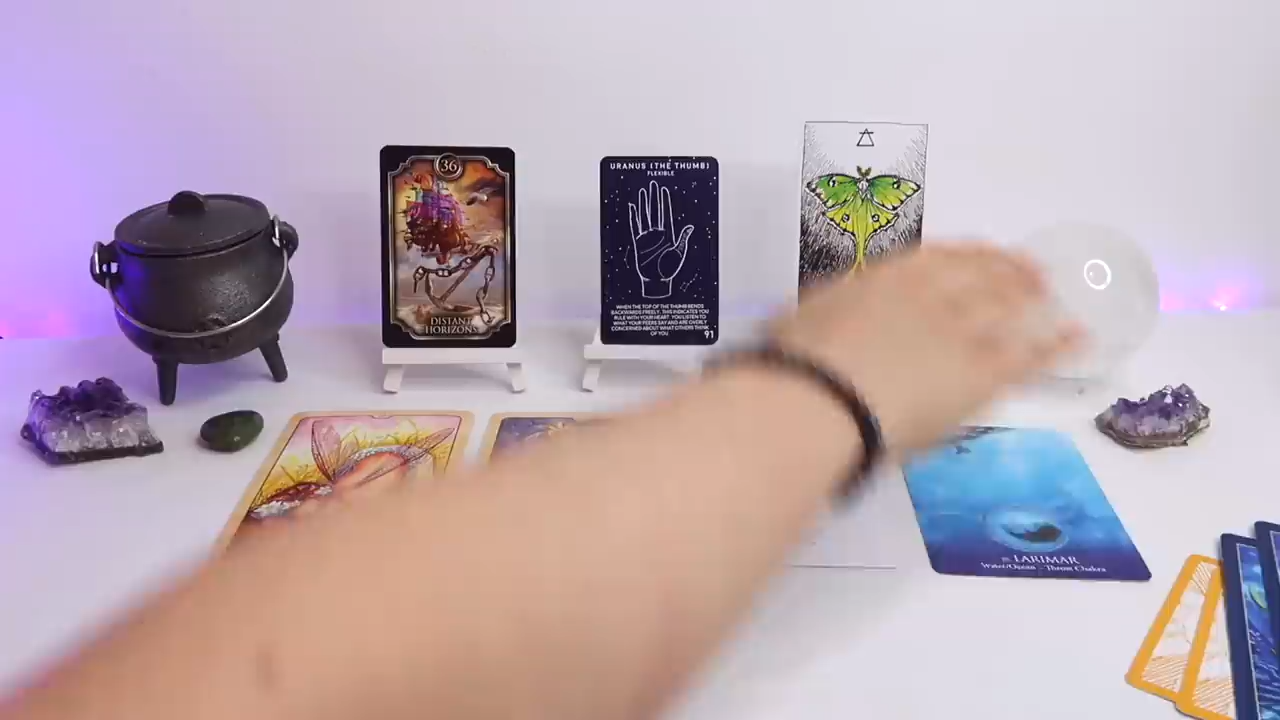 36
DISTANT
HORIZONS
URANUS (THE THUMB)
FLEXIBLE
WHEN THE TOP OF THE THUMB BENDS
BACKWARDS FREELY. THIS INDICATES YOU
RULE WITH YOUR HEART. YOU LISTEN TO
WHAT YOUR PEERS SAY AND ARE OVERLY
CONCERNED ABOUT WHAT OTHERS THINK
OF YOU
91
LARIMAR
Water/Ocean - Throat Chakra